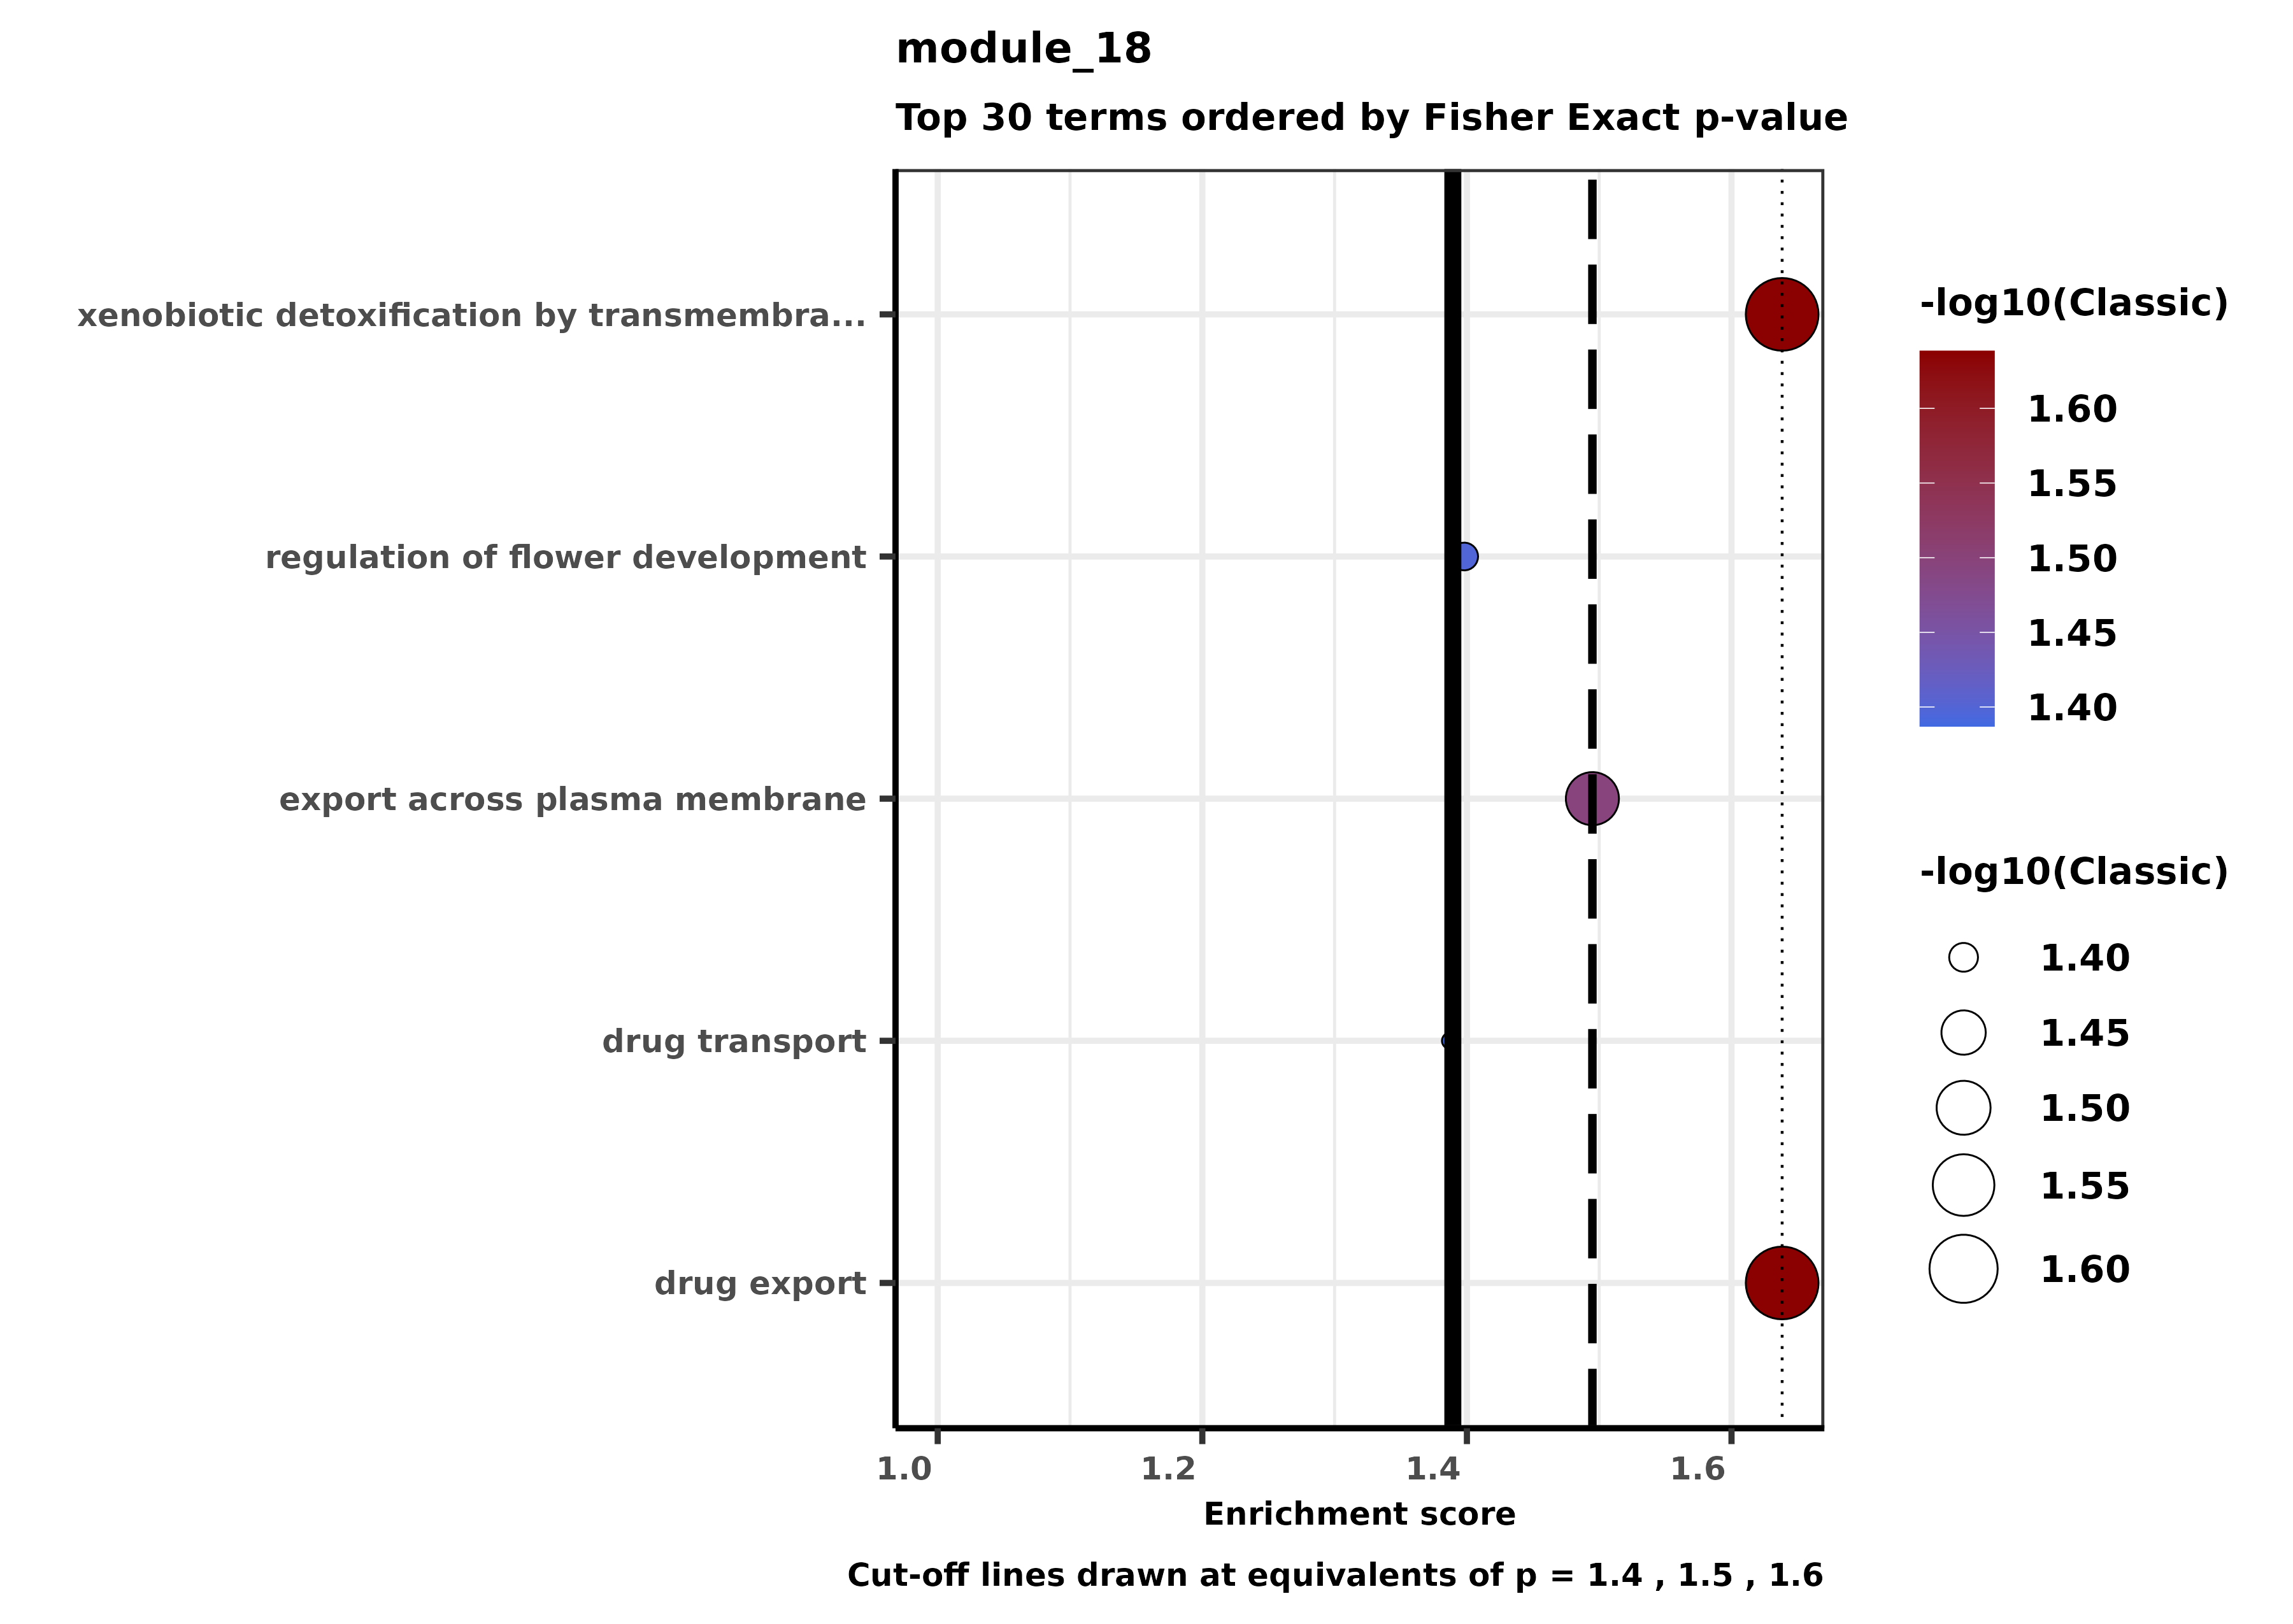 module_18
Top 30 terms ordered by Fisher Exact p-value
xenobiotic detoxification by transmembra...
regulation of flower development
export across plasma membrane
drug transport
drug export
1.0 1.2 1.4 1.6
Enrichment score
Cut-off lines drawn at equivalents of p = 1.4 , 1.5 , 1.6
-log10(Classic)
1.60
1.55
1.50
1.45
1.40
-log10(Classic)
1.40
1.45
1.50
1.55
1.60